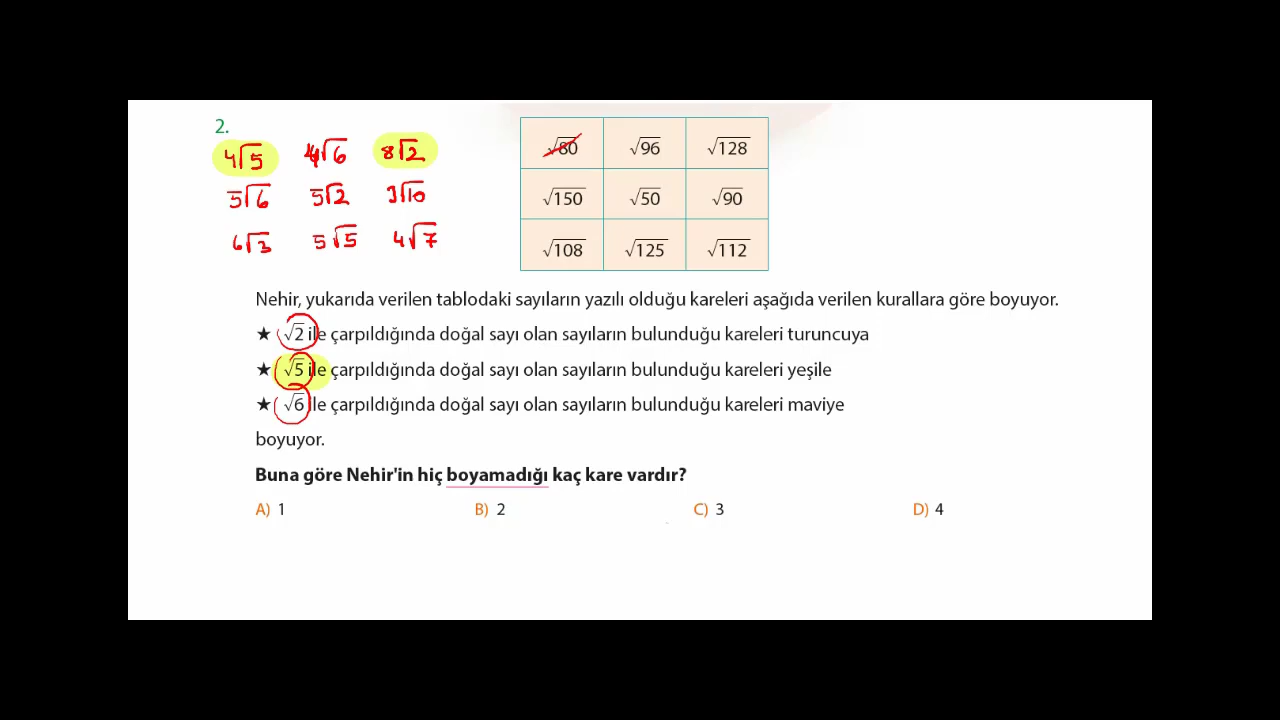 2.
4√5 4√6 8√2
5√6 5√2 3√10
6√3 5√5 4√7
√80 √96 √128
√150 √50 √90
√108 √125 √112
Nehir, yukarıda verilen tablodaki sayıların yazılı olduğu kareleri aşağıda verilen kurallara göre boyuyor.
★ √2 ile çarpıldığında doğal sayı olan sayıların bulunduğu kareleri turuncuya
★ √5 ile çarpıldığında doğal sayı olan sayıların bulunduğu kareleri yeşile
★ √6 ile çarpıldığında doğal sayı olan sayıların bulunduğu kareleri maviye
boyuyor.
Buna göre Nehir'in hiç boyamadığı kaç kare vardır?
A) 1 B) 2 C) 3 D) 4